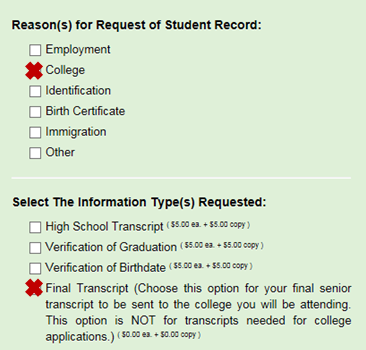 Reason(s) for Request of Student Record:
Employment
College
Identification
Birth Certificate
Immigration
Other
Select The Information Type(s) Requested:
High School Transcript ( $5.00 ea. + $5.00 copy )
Verification of Graduation ( $5.00 ea. + $5.00 copy )
Verification of Birthdate ( $5.00 ea. + $5.00 copy )
Final Transcript (Choose this option for your final senior
transcript to be sent to the college you will be attending.
This option is NOT for transcripts needed for college
applications.) ( $0.00 ea. + $0.00 copy )